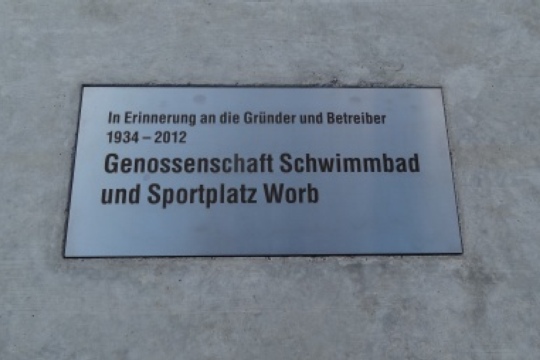 In Erinnerung an die Gründer und Betreiber
1934 – 2012
Genossenschaft Schwimmbad
und Sportplatz Worb